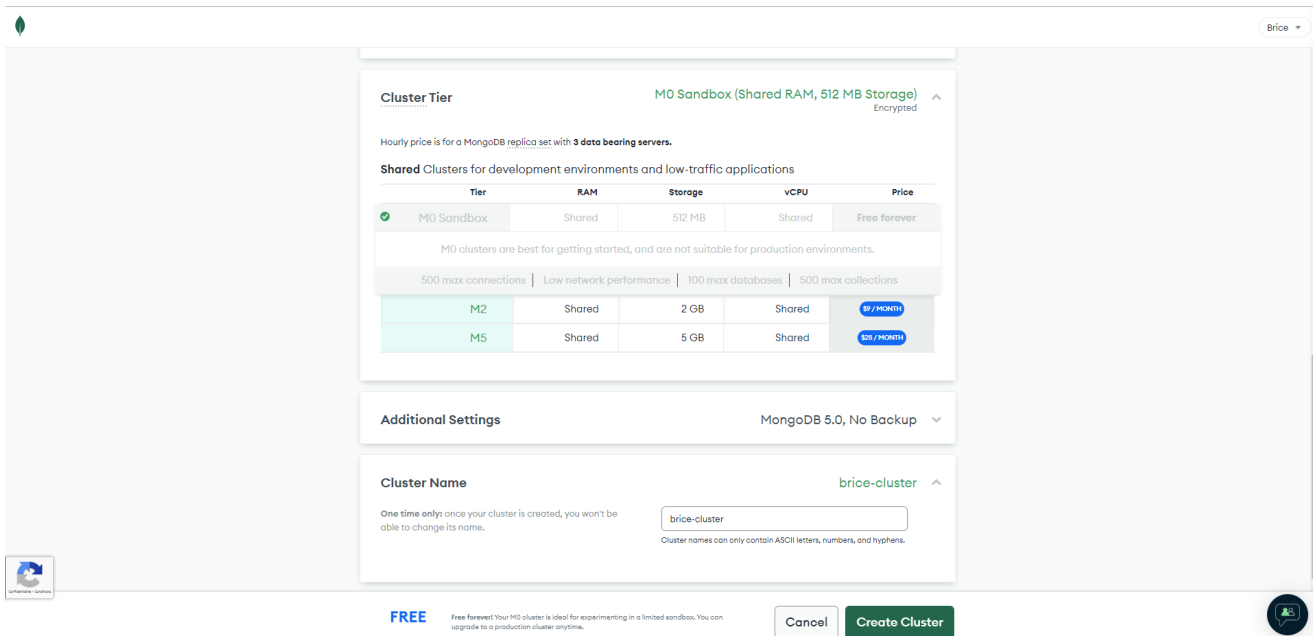 Brice
Cluster Tier
M0 Sandbox (Shared RAM, 512 MB Storage)
Encrypted
Hourly price is for a MongoDB replica set with 3 data bearing servers.
Shared Clusters for development environments and low-traffic applications
Tier RAM Storage vCPU Price
M0 Sandbox Shared 512 MB Shared Free forever
M0 clusters are best for getting started, and are not suitable for production environments.
500 max connections | Low network performance | 100 max databases | 500 max collections
M2 Shared 2 GB Shared $9 / MONTH
M5 Shared 5 GB Shared $25 / MONTH
Additional Settings
MongoDB 5.0, No Backup
Cluster Name
brice-cluster
One time only: once your cluster is created, you won't be
able to change its name.
brice-cluster
Cluster names can only contain ASCII letters, numbers, and hyphens.
Confidentialité - Conditions
FREE
Free forever! Your M0 cluster is ideal for experimenting in a limited sandbox. You can
upgrade to a production cluster anytime.
Cancel
Create Cluster